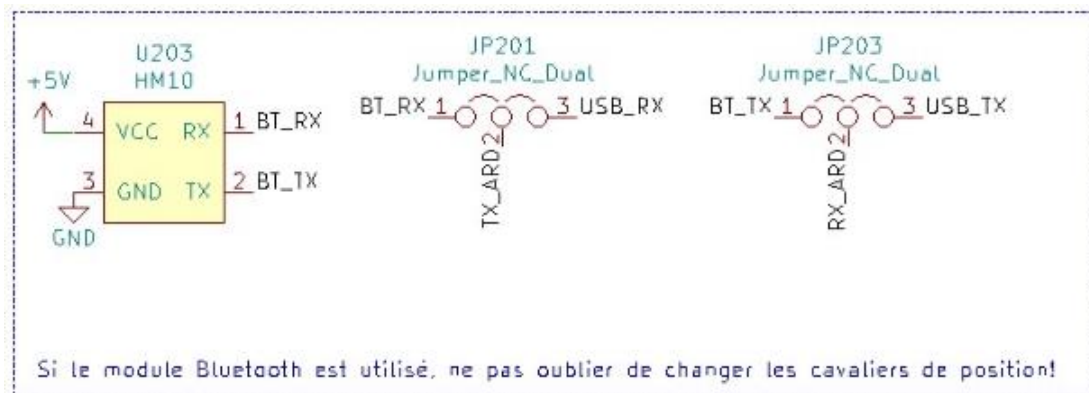 U203
HM10
+5V
4 VCC RX 1 BT_RX
3 GND TX 2 BT_TX
GND
JP201
Jumper_NC_Dual
BT_RX 1 3 USB_RX
2
TX_ARD
JP203
Jumper_NC_Dual
BT_TX 1 3 USB_TX
2
RX_ARD
Si le module Bluetooth est utilisé, ne pas oublier de changer les cavaliers de position!